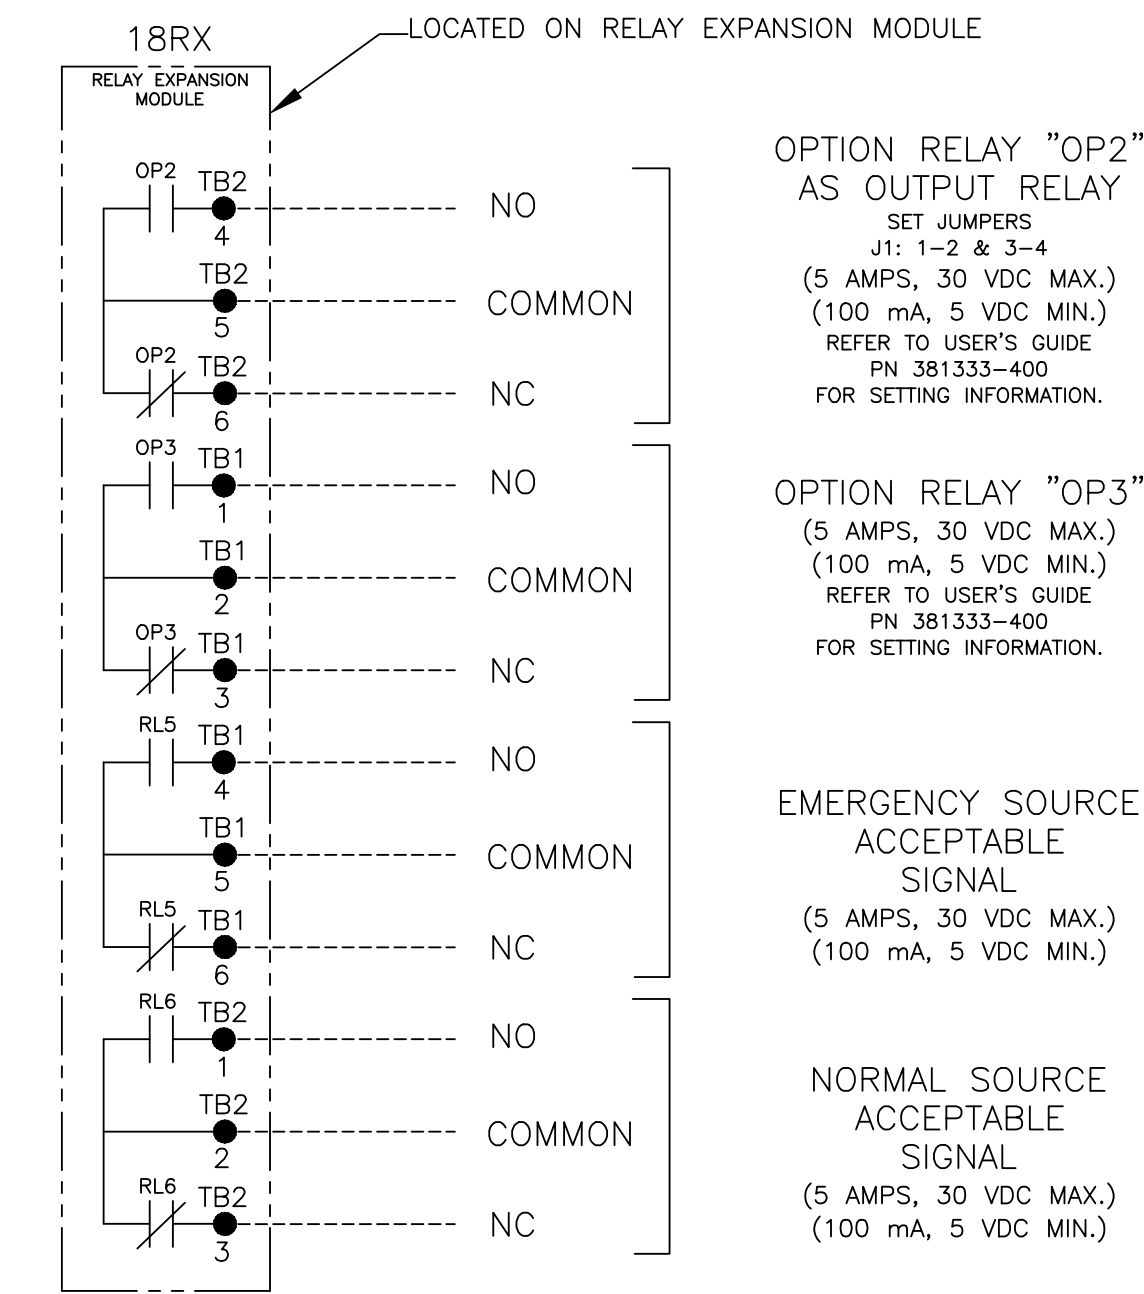 18RX
LOCATED ON RELAY EXPANSION MODULE
RELAY EXPANSION
MODULE
OP2
TB2
4
NO
TB2
5
COMMON
OP2
TB2
6
NC
OPTION RELAY "OP2"
AS OUTPUT RELAY
SET JUMPERS
J1: 1-2 & 3-4
(5 AMPS, 30 VDC MAX.)
(100 mA, 5 VDC MIN.)
REFER TO USER'S GUIDE
PN 381333-400
FOR SETTING INFORMATION.
OP3
TB1
1
NO
TB1
2
COMMON
OP3
TB1
3
NC
OPTION RELAY "OP3"
(5 AMPS, 30 VDC MAX.)
(100 mA, 5 VDC MIN.)
REFER TO USER'S GUIDE
PN 381333-400
FOR SETTING INFORMATION.
RL5
TB1
4
NO
TB1
5
COMMON
RL5
TB1
6
NC
EMERGENCY SOURCE
ACCEPTABLE
SIGNAL
(5 AMPS, 30 VDC MAX.)
(100 mA, 5 VDC MIN.)
RL6
TB2
1
NO
TB2
2
COMMON
RL6
TB2
3
NC
NORMAL SOURCE
ACCEPTABLE
SIGNAL
(5 AMPS, 30 VDC MAX.)
(100 mA, 5 VDC MIN.)